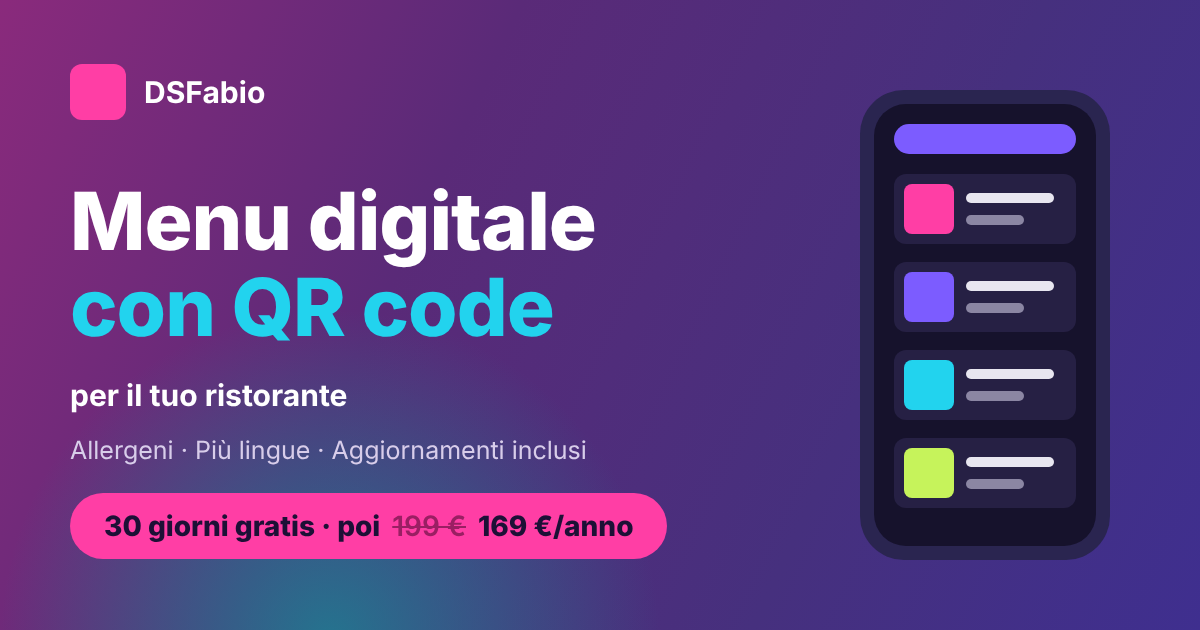 DSFabio
Menu digitale
con QR code
per il tuo ristorante
Allergeni · Più lingue · Aggiornamenti inclusi
30 giorni gratis · poi 199 € 169 €/anno